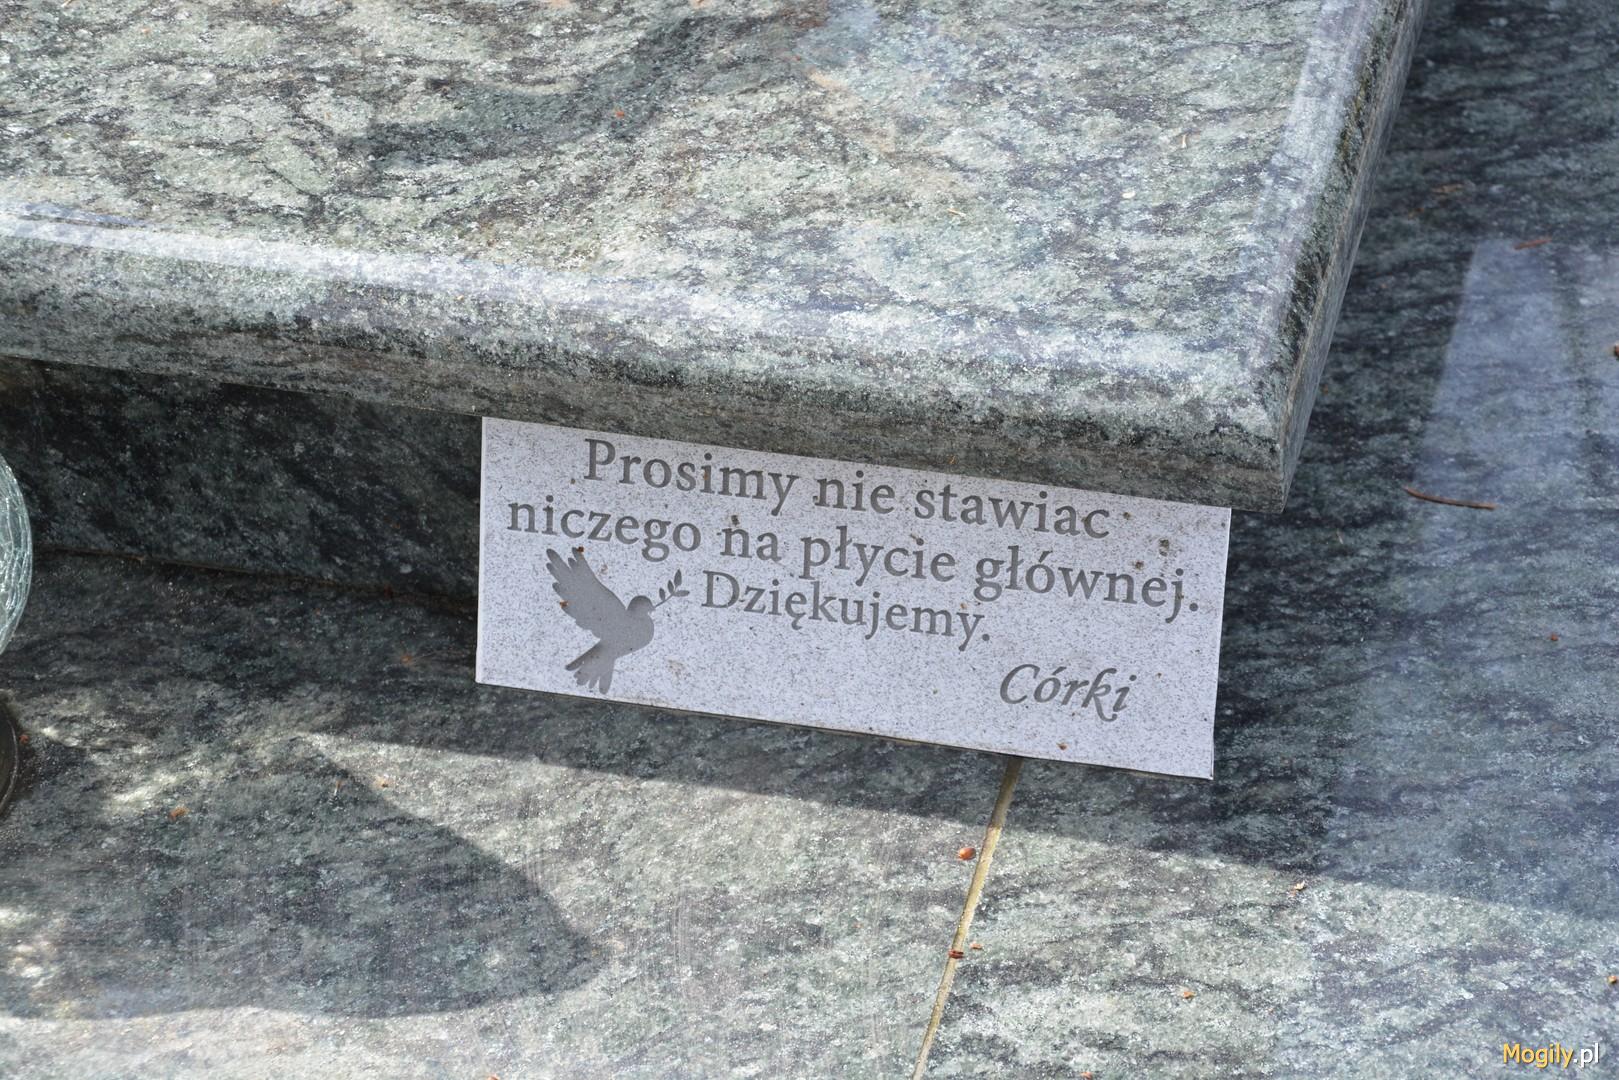 Prosimy nie stawiac
niczego na płycie głównej.
Dziękujemy.
Córki
Mogily.pl